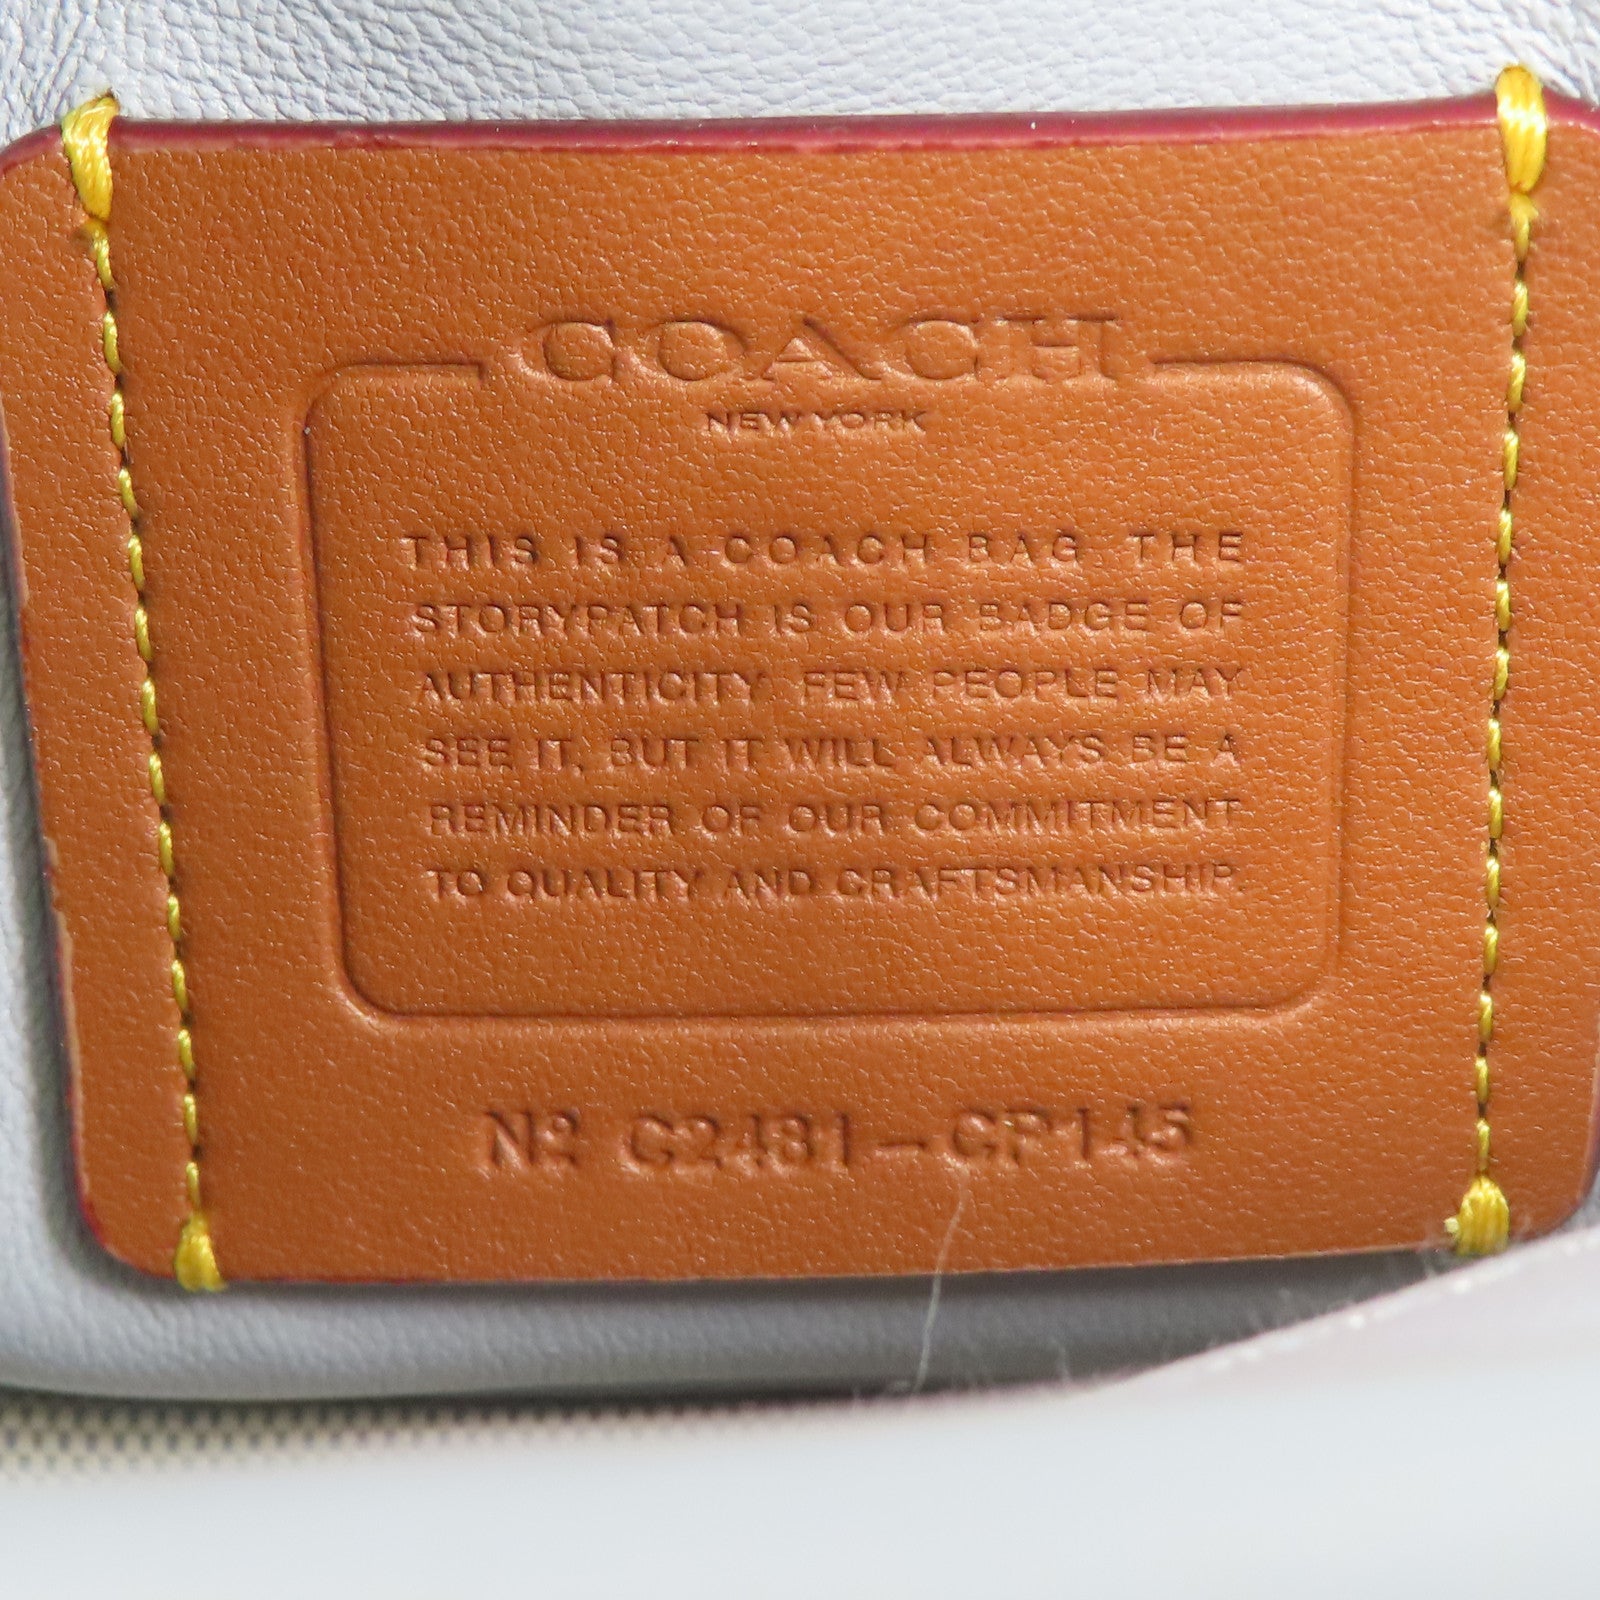 COACH
NEW YORK
THIS IS A COACH BAG THE
STORYPATCH IS OUR BADGE OF
AUTHENTICITY FEW PEOPLE MAY
SEE IT, BUT IT WILL ALWAYS BE A
REMINDER OF OUR COMMITMENT
TO QUALITY AND CRAFTSMANSHIP.
Nº C2481-CP145